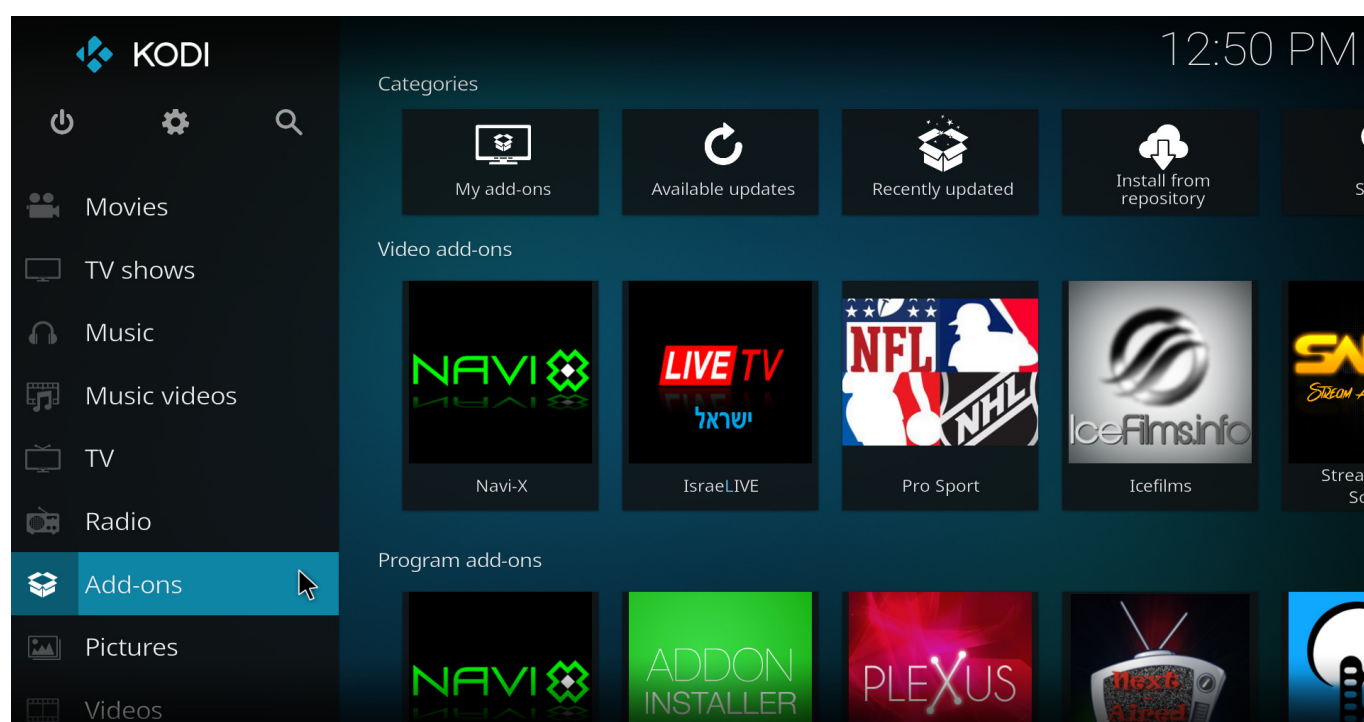 KODI
12:50 PM
Categories
My add-ons
Available updates
Recently updated
Install from
repository
Movies
TV shows
Music
Music videos
TV
Radio
Add-ons
Pictures
Videos
Video add-ons
NAVI
LIVE TV
ישראל
NFL
NHL
IceFilms.info
Navi-X
IsraeLIVE
Pro Sport
Icefilms
Program add-ons
NAVI
ADDON
INSTALLER
PLEXUS
Next
Aired